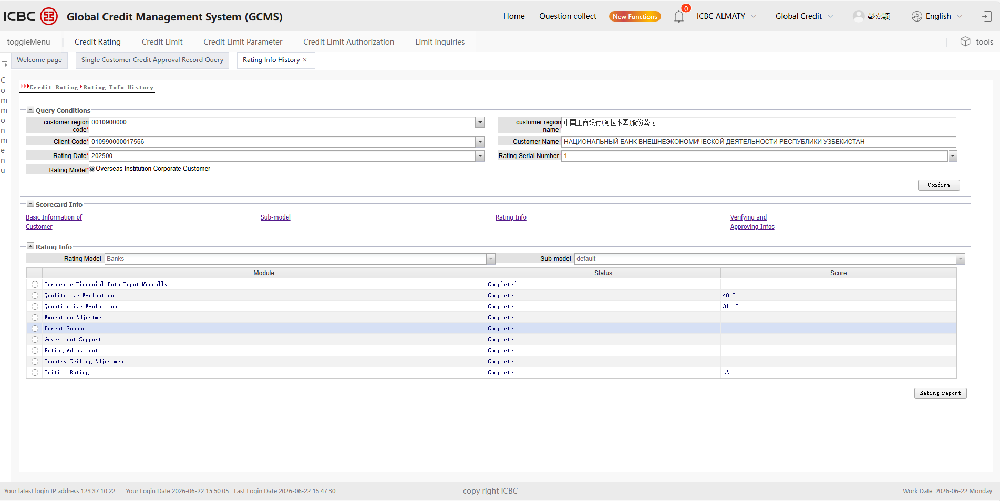 ICBC Global Credit Management System (GCMS) Home Question collect New Functions 0 ICBC ALMATY Global Credit 彭嘉颖 English
toggleMenu Credit Rating Credit Limit Credit Limit Parameter Credit Limit Authorization Limit inquiries tools
Welcome page Single Customer Credit Approval Record Query Rating Info History ×
Common menu
Credit Rating Rating Info History
Query Conditions
customer region code* 0010900000 customer region name* 中国工商银行(阿拉木图)股份公司
Client Code* 010990000017566 Customer Name* НАЦИОНАЛЬНЫЙ БАНК ВНЕШНЕЭКОНОМИЧЕСКОЙ ДЕЯТЕЛЬНОСТИ РЕСПУБЛИКИ УЗБЕКИСТАН
Rating Date* 202500 Rating Serial Number* 1
Rating Model* Overseas Institution Corporate Customer
Confirm
Scorecard Info
Basic Information of Customer Sub-model Rating Info Verifying and Approving Infos
Rating Info
Rating Model Banks Sub-model default
Module Status Score
Corporate Financial Data Input Manually Completed
Qualitative Evaluation Completed 48.2
Quantitative Evaluation Completed 31.15
Exception Adjustment Completed
Parent Support Completed
Government Support Completed
Rating Adjustment Completed
Country Ceiling Adjustment Completed
Initial Rating Completed sA+
Rating report
Your latest login IP address 123.37.10.22 Your Login Date 2026-06-22 15:50:05 Last Login Date 2026-06-22 15:47:30 copy right ICBC Work Date: 2026-06-22 Monday